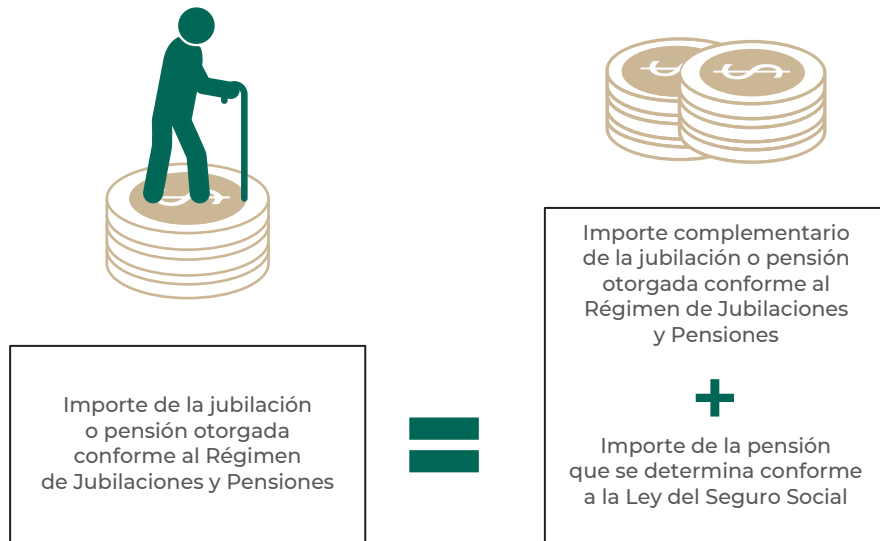 Importe de la jubilación
o pensión otorgada
conforme al Régimen
de Jubilaciones y Pensiones
=
Importe complementario
de la jubilación o pensión
otorgada conforme al
Régimen de Jubilaciones
y Pensiones
+
Importe de la pensión
que se determina conforme
a la Ley del Seguro Social